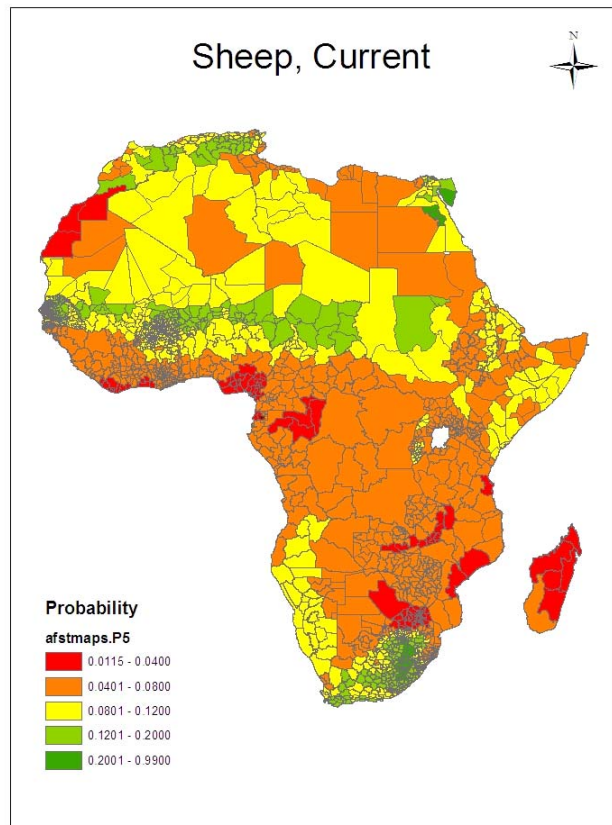 Sheep, Current
N
Probability
afstmaps.P5
0.0115 - 0.0400
0.0401 - 0.0800
0.0801 - 0.1200
0.1201 - 0.2000
0.2001 - 0.9900